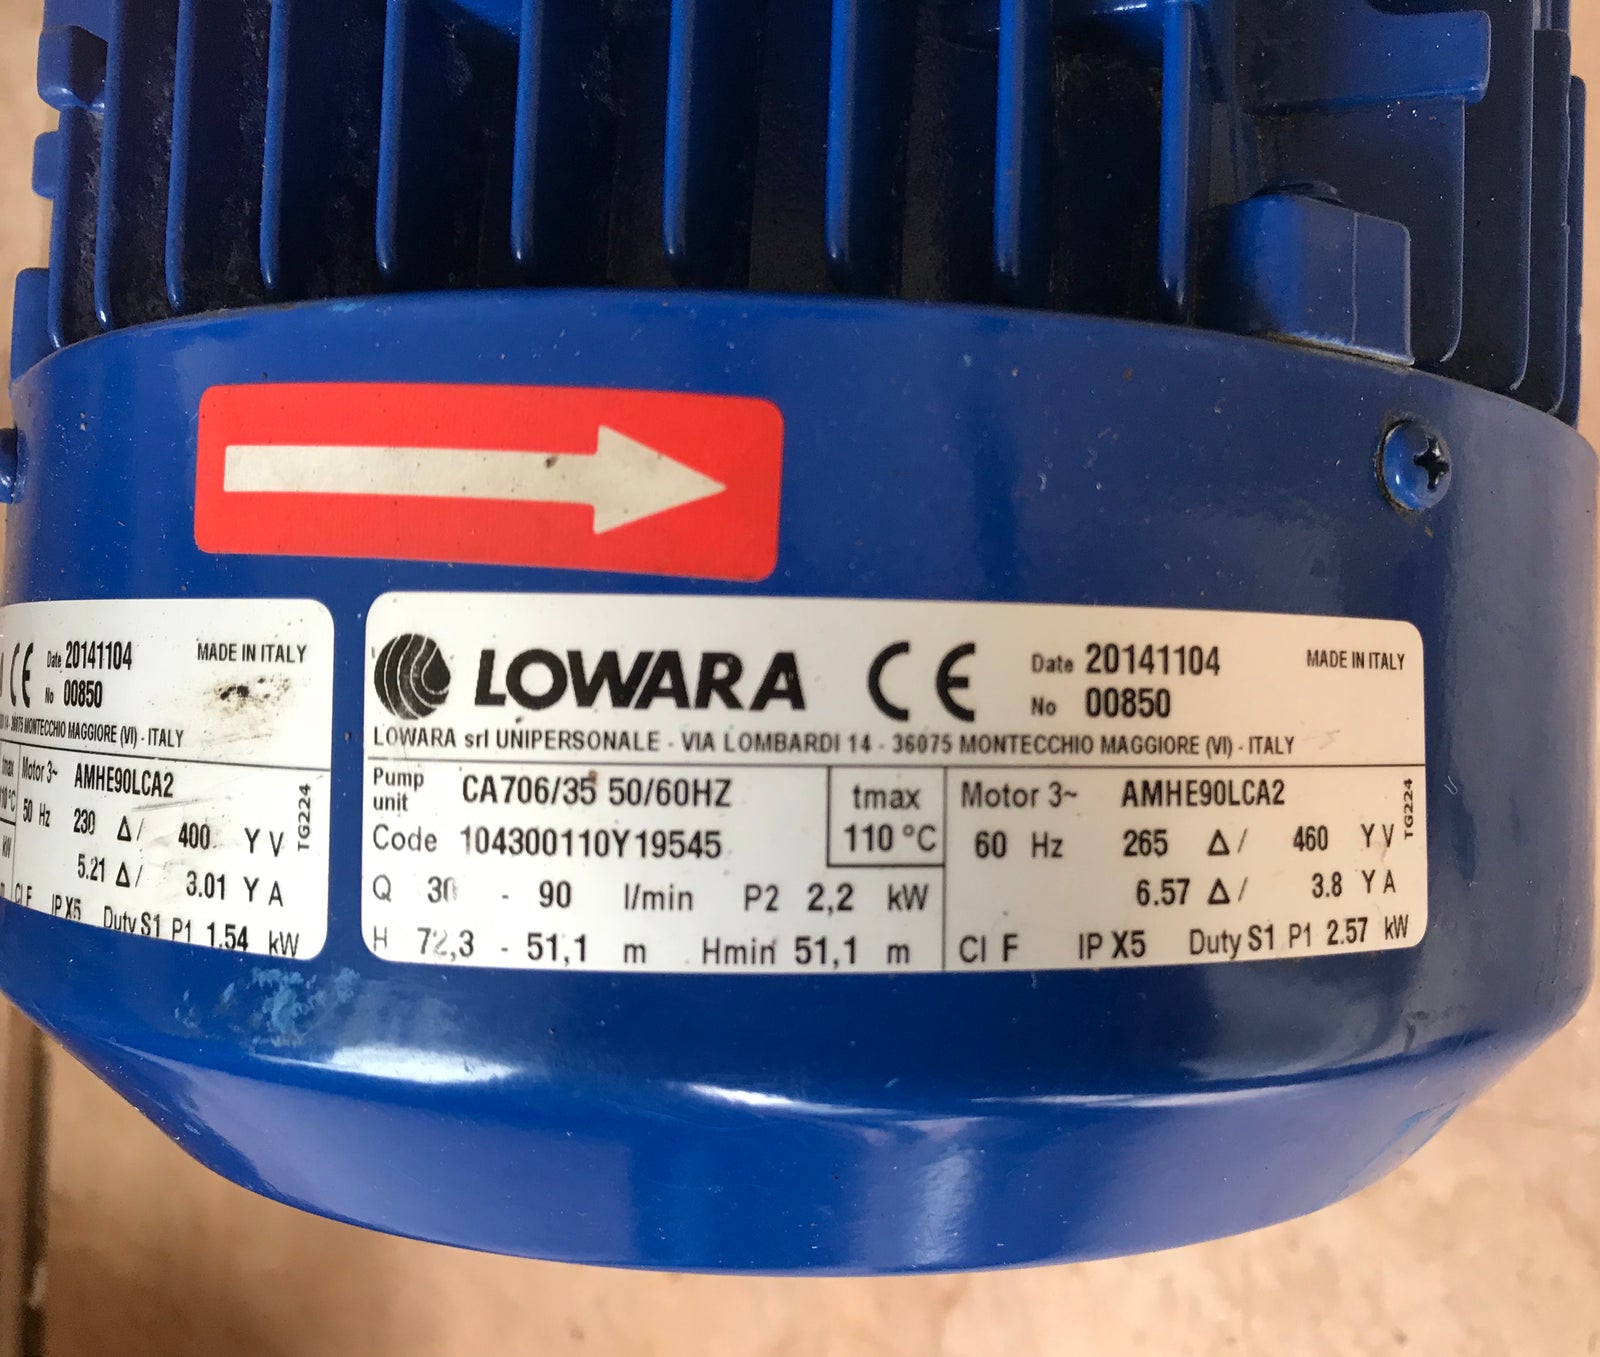 CE Date 20141104 MADE IN ITALY
No 00850
36075 MONTECCHIO MAGGIORE (VI) - ITALY
tmax Motor 3~ AMHE90LCA2
50 Hz 230 Δ/ 400 Y V
kW 5.21 Δ/ 3.01 Y A
Cl F IP X5 Duty S1 P1 1.54 kW
TG224
LOWARA CE Date 20141104 MADE IN ITALY
No 00850
LOWARA srl UNIPERSONALE - VIA LOMBARDI 14 - 36075 MONTECCHIO MAGGIORE (VI) - ITALY
Pump unit CA706/35 50/60HZ tmax Motor 3~ AMHE90LCA2
Code 104300110Y19545 110 °C 60 Hz 265 Δ/ 460 Y V
Q 30 - 90 l/min P2 2,2 kW 6.57 Δ/ 3.8 Y A
H 72,3 - 51,1 m Hmin 51,1 m Cl F IP X5 Duty S1 P1 2.57 kW
TG224